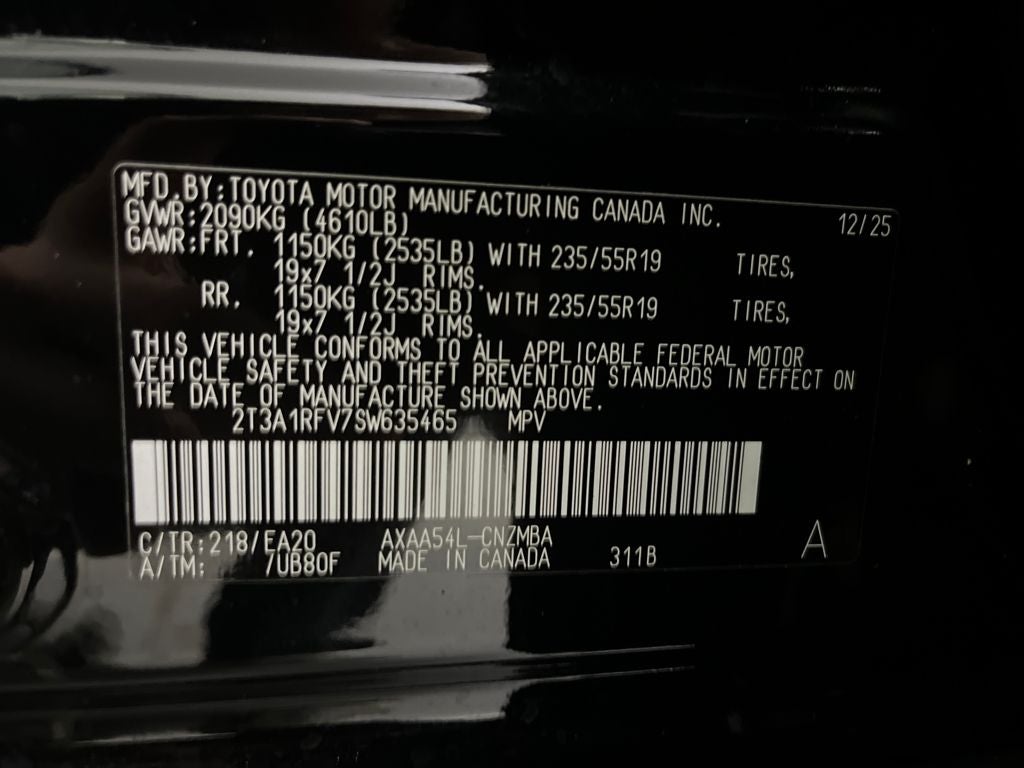 MFD.BY:TOYOTA MOTOR MANUFACTURING CANADA INC. 12/25
GVWR:2090KG (4610LB)
GAWR:FRT. 1150KG (2535LB) WITH 235/55R19 TIRES,
19x7 1/2J RIMS.
RR. 1150KG (2535LB) WITH 235/55R19 TIRES,
19x7 1/2J RIMS.
THIS VEHICLE CONFORMS TO ALL APPLICABLE FEDERAL MOTOR
VEHICLE SAFETY AND THEFT PREVENTION STANDARDS IN EFFECT ON
THE DATE OF MANUFACTURE SHOWN ABOVE.
2T3A1RFV7SW635465 MPV
C/TR:218/EA20 AXAA54L-CNZMBA
A/TM: /UB80F MADE IN CANADA 311B A